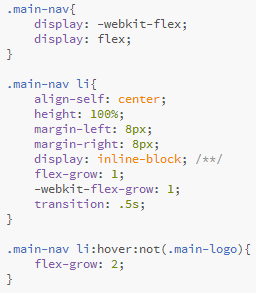 .main-nav{
    display: -webkit-flex;
    display: flex;
}

.main-nav li{
    align-self: center;
    height: 100%;
    margin-left: 8px;
    margin-right: 8px;
    display: inline-block; /**/
    flex-grow: 1;
    -webkit-flex-grow: 1;
    transition: .5s;
}

.main-nav li:hover:not(.main-logo){
    flex-grow: 2;
}